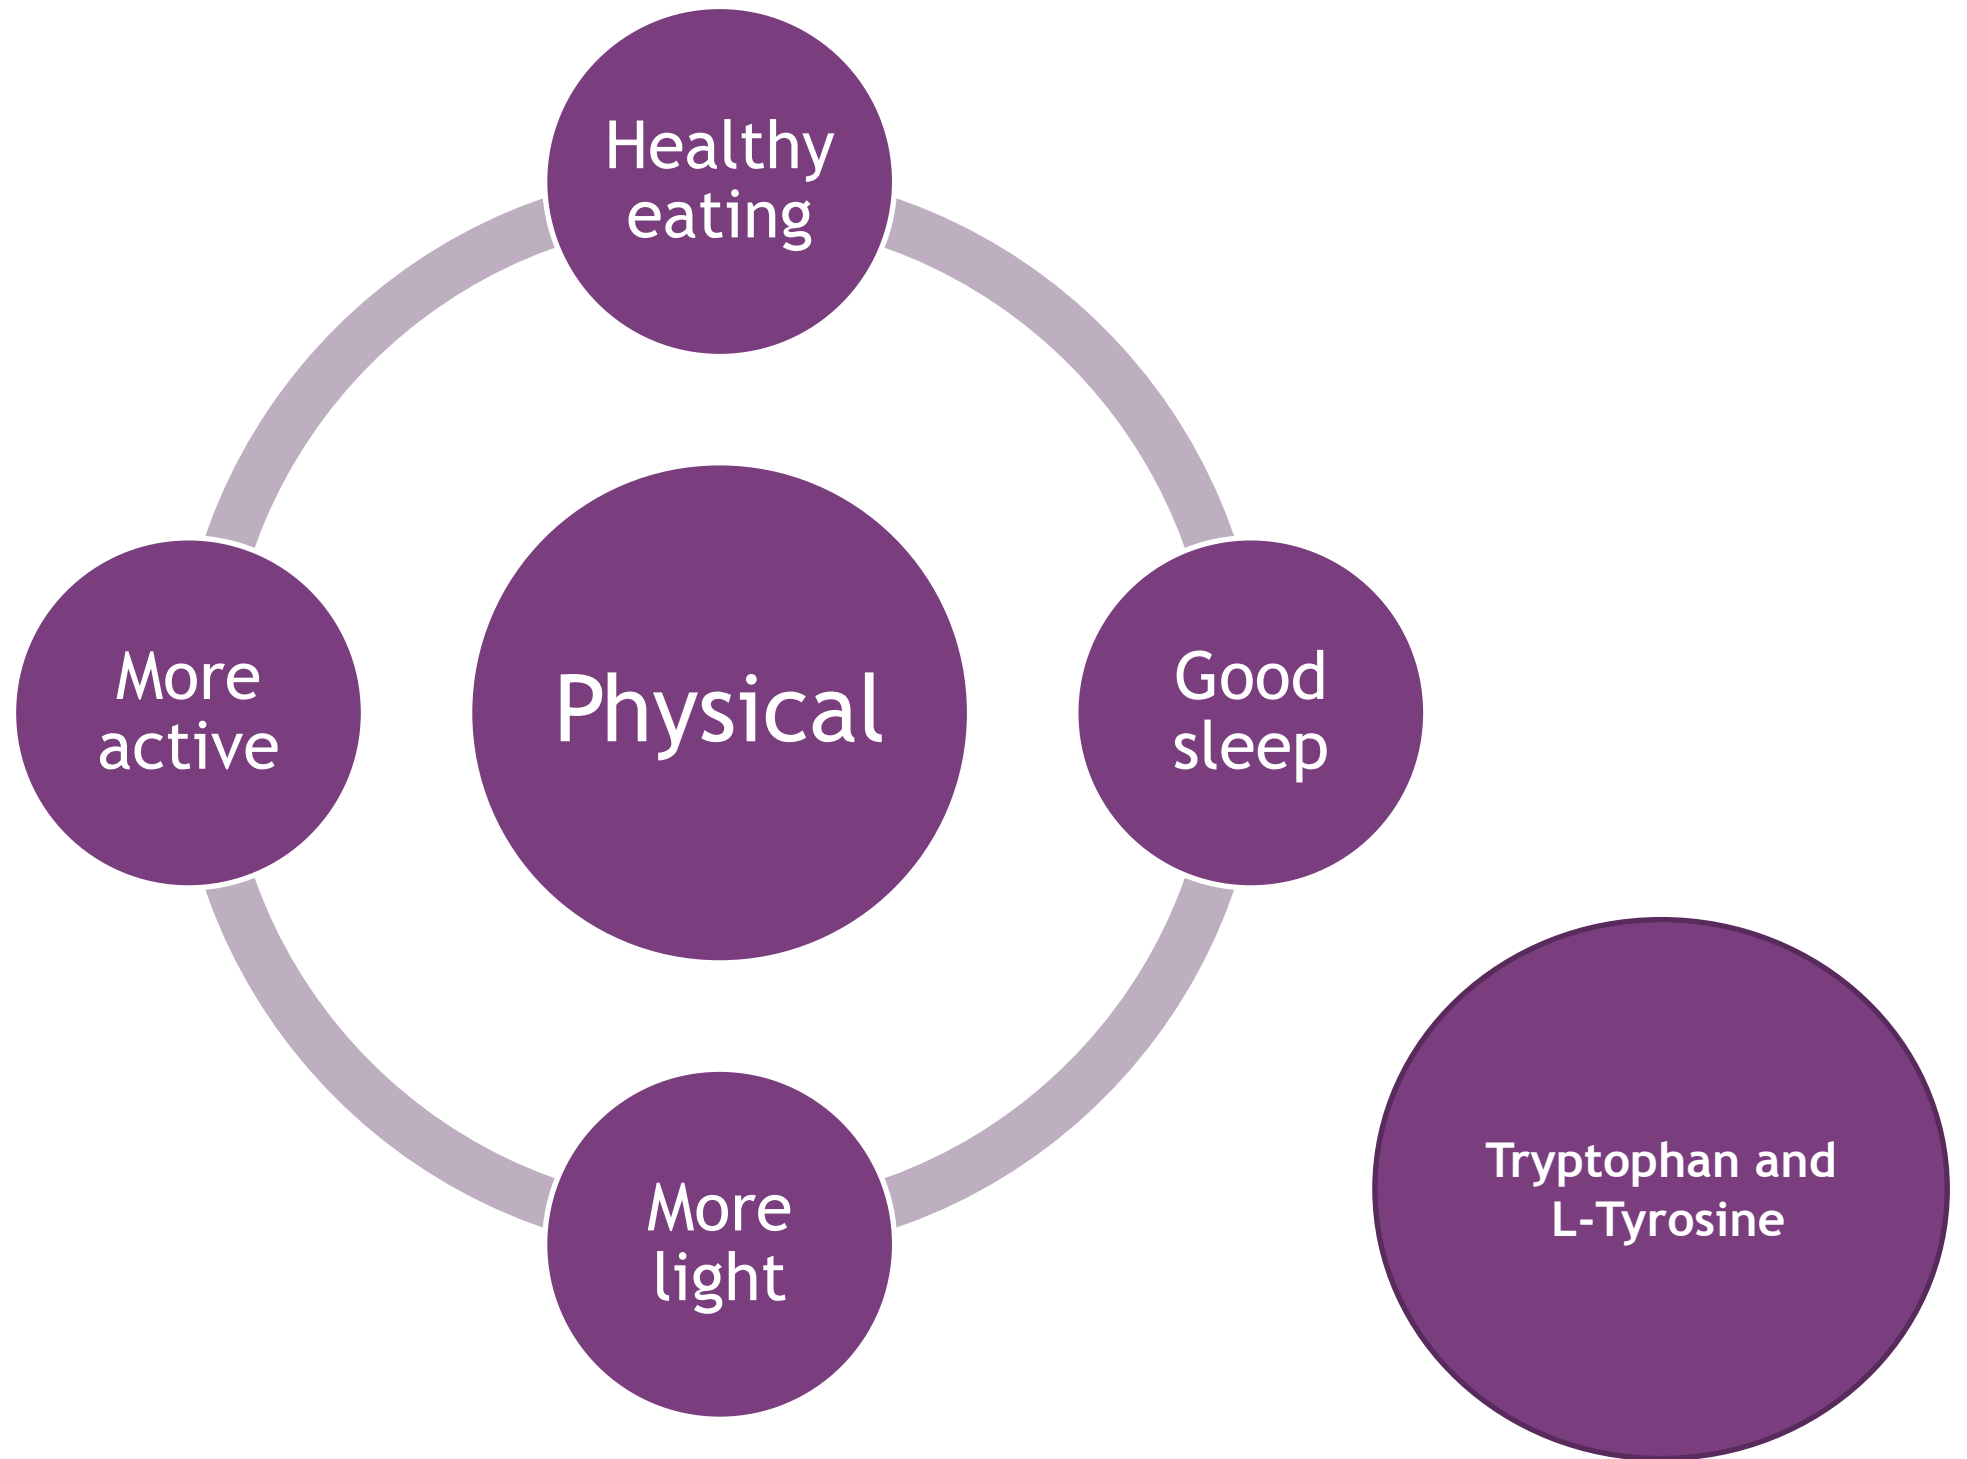 Healthy
eating
More
active
Physical
Good
sleep
More
light
Tryptophan and
L-Tyrosine